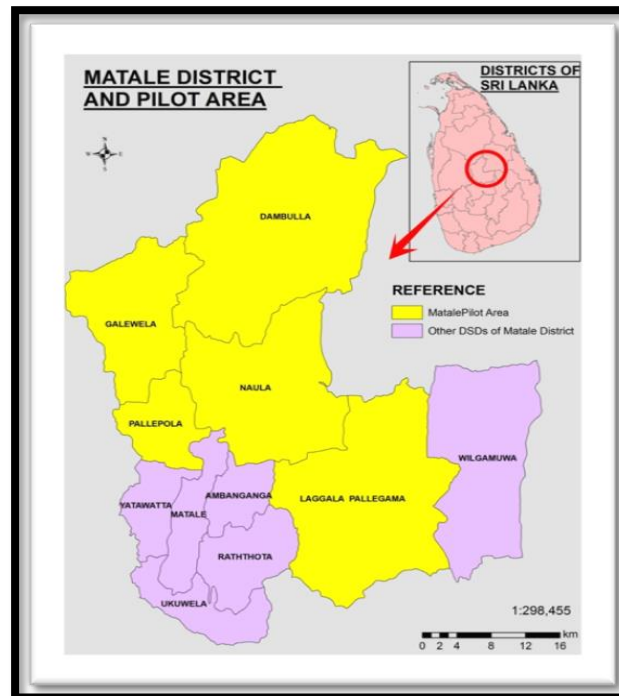 MATALE DISTRICT
AND PILOT AREA
DISTRICTS OF
SRI LANKA
N
W
E
S
DAMBULLA
REFERENCE
MatalePilot Area
Other DSDs of Matale District
GALEWELA
NAULA
PALLEPOLA
WILGAMUWA
AMBANGANGA
YATAWATTA
MATALE
LAGGALA PALLEGAMA
RATHTHOTA
UKUWELA
1:298,455
km
0 2 4 8 12 16